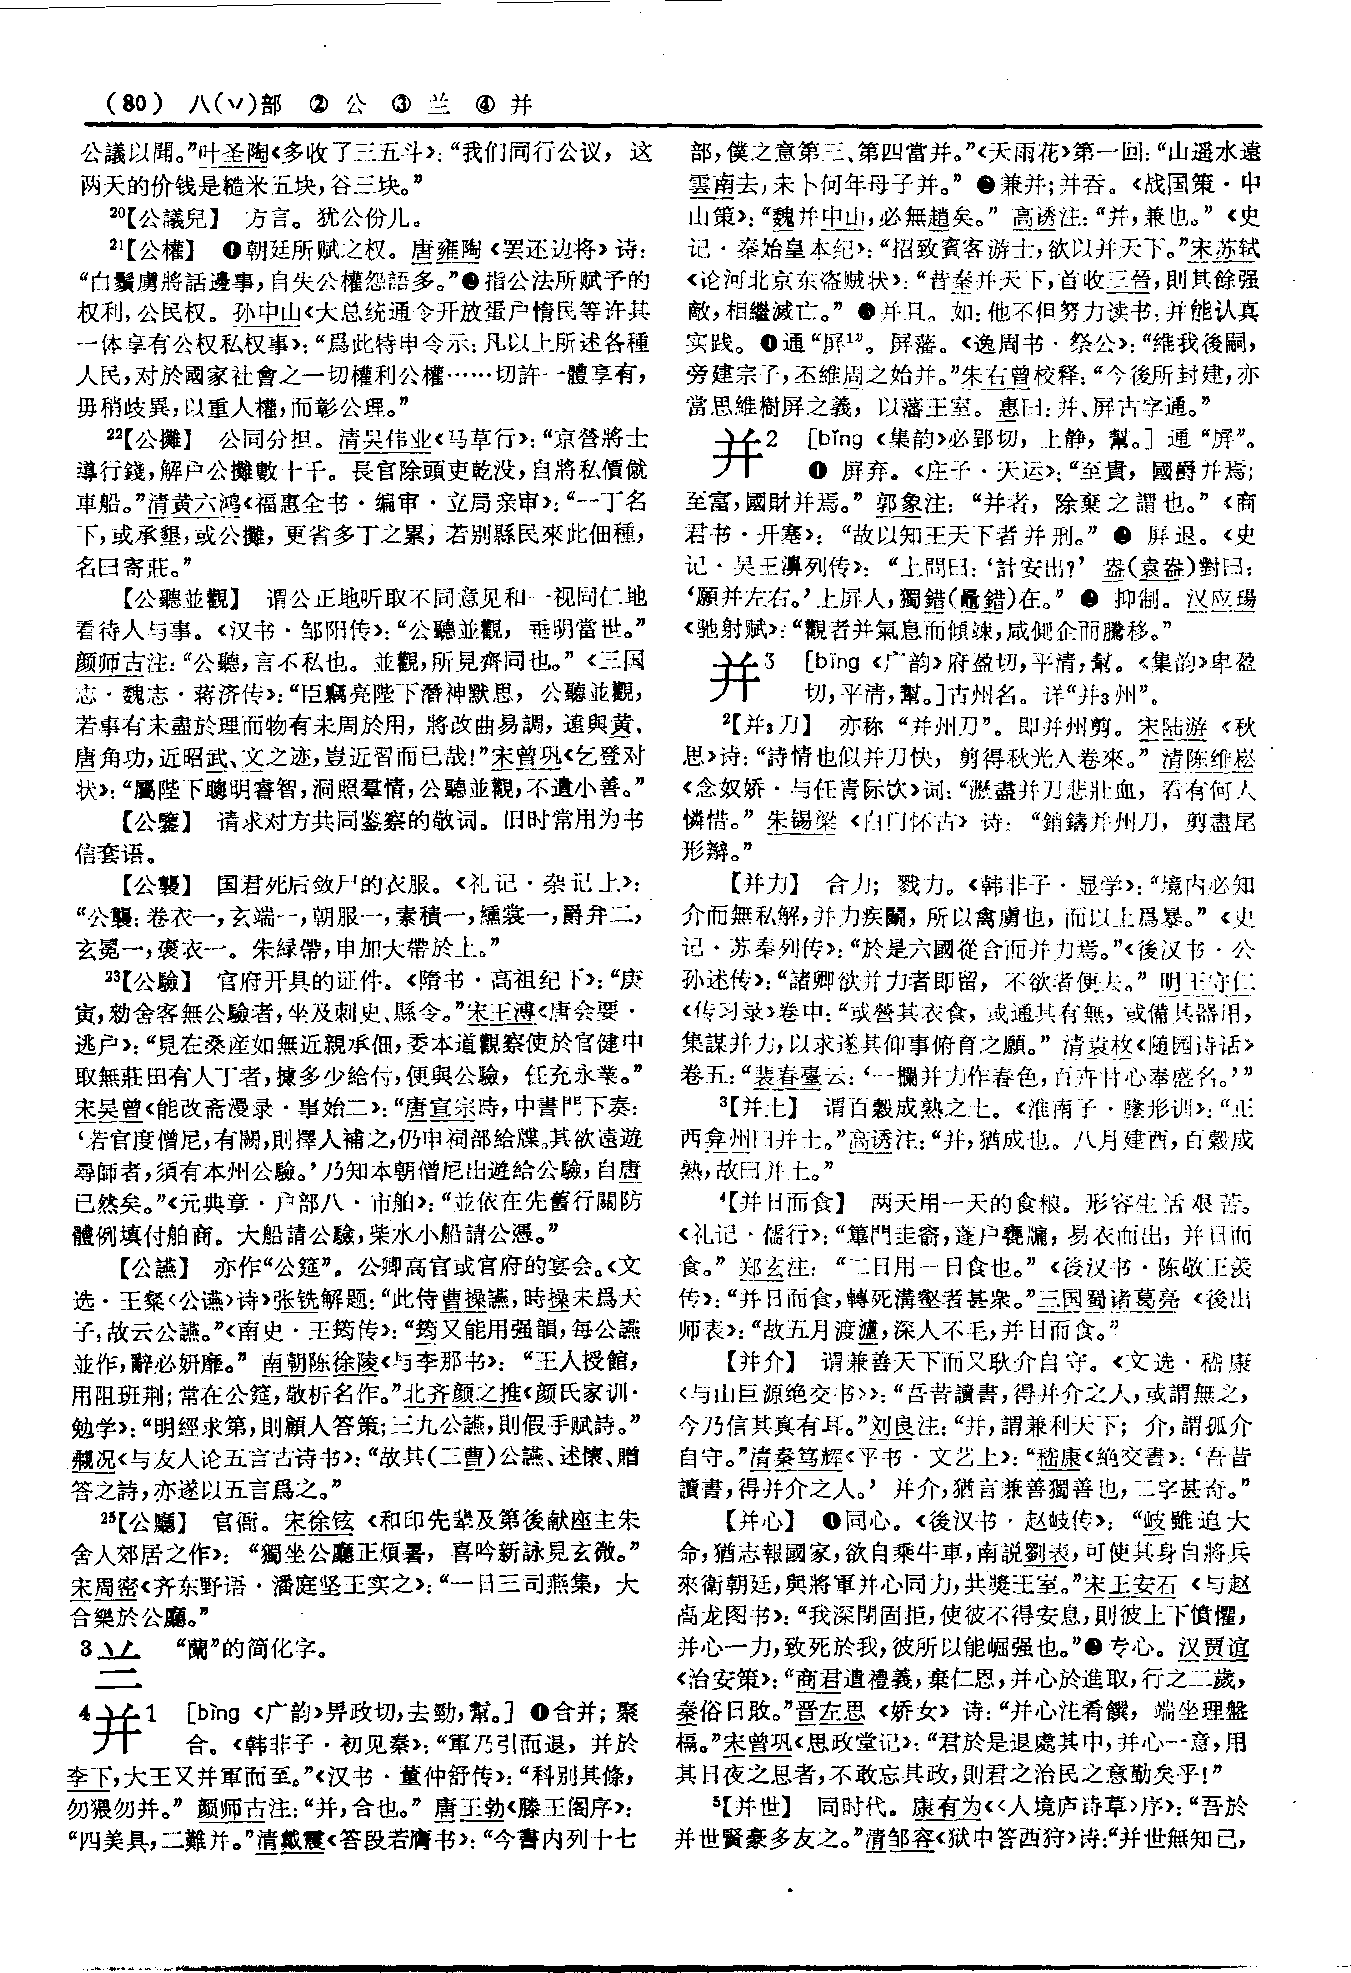 (80) 八(丷)部 ②公 ③兰 ④并
公議以聞。”叶圣陶《多收了三五斗》：“我们同行公议，这
两天的价钱是糙米五块，谷三块。”
20【公議兒】 方言。犹公份儿。
21【公權】 ❶朝廷所赋之权。唐雍陶《罢还边将》诗：
“白鬚虜將話邊事，自失公權怨語多。”❷指公法所赋予的
权利，公民权。孙中山《大总统通令开放蛋户惰民等许其
一体享有公权私权事》：“爲此特申令示：凡以上所述各種
人民，对於國家社會之一切權利公權……切許一體享有，
毋稍歧異，以重人權，而彰公理。”
22【公攤】 公同分担。清吴伟业《马草行》：“京營將士
導行錢，解户公攤數十千。長官除頭吏乾没，自將私價僦
車船。”清黄六鸿《福惠全书·编审·立局亲审》：“一丁名
下，或承墾，或公攤，更省多丁之累；若别縣民來此佃種，
名曰寄莊。”
【公聽並觀】 谓公正地听取不同意见和一视同仁地
看待人与事。《汉书·邹阳传》：“公聽並觀，垂明當世。”
颜师古注：“公聽，言不私也。並觀，所見齊同也。”《三国
志·魏志·蒋济传》：“臣竊亮陛下潛神默思，公聽並觀，
若事有未盡於理而物有未周於用，將改曲易調，遠與黄、
唐角功，近昭武、文之迹，豈近習而已哉！”宋曾巩《乞登对
状》：“屬陛下聰明睿智，洞照羣情，公聽並觀，不遺小善。”
【公鑒】 请求对方共同鉴察的敬词。旧时常用为书
信套语。
【公襲】 国君死后敛尸的衣服。《礼记·杂记上》：
“公襲：卷衣一，玄端一，朝服一，素積一，纁裳一，爵弁二，
玄冕一，褒衣一。朱緑帶，申加大帶於上。”
23【公驗】 官府开具的证件。《隋书·高祖纪下》：“庚
寅，勑舍客無公驗者，坐及刺史、縣令。”宋王溥《唐会要·
逃户》：“見在桑産如無近親承佃，委本道觀察使於官健中
取無莊田有人丁者，據多少給付，便與公驗，任充永業。”
宋吴曾《能改斋漫录·事始二》：“唐宣宗時，中書門下奏：
‘若官度僧尼，有闕，則擇人補之，仍申祠部給牒。其欲遠遊
尋師者，須有本州公驗。’乃知本朝僧尼出遊給公驗，自唐
已然矣。”《元典章·户部八·市舶》：“並依在先舊行關防
體例填付舶商。大船請公驗，柴水小船請公憑。”
【公讌】 亦作“公筵”。公卿高官或官府的宴会。《文
选·王粲〈公讌〉诗》张铣解题：“此侍曹操讌，時操未爲天
子，故云公讌。”《南史·王筠传》：“筠又能用强韻，每公讌
並作，辭必妍靡。”南朝陈徐陵《与李那书》：“王人授館，
用阻班荆；常在公筵，敬析名作。”北齐颜之推《颜氏家训·
勉学》：“明經求第，則顧人答策；三九公讌，則假手賦詩。”
觋况《与友人论五言古诗书》：“故其(二曹)公讌、述懷、贈
答之詩，亦遂以五言爲之。”
25【公廳】 官衙。宋徐铉《和印先辈及第後献座主朱
舍人郊居之作》：“獨坐公廳正煩暑，喜吟新詠見玄微。”
宋周密《齐东野语·潘庭坚王实之》：“一日三司燕集，大
合樂於公廳。”
3兰 “蘭”的简化字。
4并1 [bìng 《广韵》畀政切，去勁，幫。] ❶合并；聚
合。《韩非子·初见秦》：“軍乃引而退，并於
李下，大王又并軍而至。”《汉书·董仲舒传》：“科别其條，
勿猥勿并。”颜师古注：“并，合也。”唐王勃《滕王阁序》：
“四美具，二難并。”清戴震《答段若膺书》：“今書内列十七
部，僕之意第三、第四當并。”《天雨花》第一回：“山遥水遠
雲南去，未卜何年母子并。”❷兼并；并吞。《战国策·中
山策》：“魏并中山，必無趙矣。”高诱注：“并，兼也。”《史
记·秦始皇本纪》：“招致賓客游士，欲以并天下。”宋苏轼
《论河北京东盗贼状》：“昔秦并天下，首收三晉，則其餘强
敵，相繼滅亡。”❸并且。如：他不但努力读书，并能认真
实践。❹通“屏1³。屏藩。《逸周书·祭公》：“維我後嗣，
旁建宗子，丕維周之始并。”朱右曾校释：“今後所封建，亦
當思維樹屏之義，以藩王室。惠曰：并、屏古字通。”
并2 [bǐng 《集韵》必郢切，上静，幫。] 通“屏”。
❶屏弃。《庄子·天运》：“至貴，國爵并焉；
至富，國財并焉。”郭象注：“并者，除棄之謂也。”《商
君书·开塞》：“故以知王天下者并刑。”❷屏退。《史
记·吴王濞列传》：“上問曰：‘計安出？’盎(袁盎)對曰：
‘願并左右。’上屏人，獨錯(鼂錯)在。”❸抑制。汉应瑒
《驰射赋》：“觀者并氣息而傾竦，咸側企而騰移。”
并3 [bīng 《广韵》府盈切，平清，幫。《集韵》卑盈
切，平清，幫。]古州名。详“并3州”。
2【并3刀】 亦称“并州刀”。即并州剪。宋陆游《秋
思》诗：“詩情也似并刀快，剪得秋光入卷來。”清陈维崧
《念奴娇·与任青际饮》词：“瀝盡并刀悲壯血，看有何人
憐惜。”朱锡梁《白门怀古》诗：“銷鑄并州刀，剪盡尾
形辮。”
【并力】 合力；戮力。《韩非子·显学》：“境内必知
介而無私解，并力疾鬭，所以禽虜也，而以上爲暴。”《史
记·苏秦列传》：“於是六國從合而并力焉。”《後汉书·公
孙述传》：“諸卿欲并力者即留，不欲者便去。”明王守仁
《传习录》卷中：“或營其衣食，或通其有無，或備其器用，
集謀并力，以求遂其仰事俯育之願。”清袁枚《随园诗话》
卷五：“裴春臺云：‘一欄并力作春色，百卉甘心奉盛名。’”
3【并土】 谓百穀成熟之土。《淮南子·墬形训》：“正
西弇州曰并土。”高诱注：“并，猶成也。八月建酉，百穀成
熟，故曰并土。”
4【并日而食】 两天用一天的食粮。形容生活艰苦。
《礼记·儒行》：“篳門圭窬，蓬户甕牖，易衣而出，并日而
食。”郑玄注：“二日用一日食也。”《後汉书·陈敬王羡
传》：“并日而食，轉死溝壑者甚衆。”三国蜀诸葛亮《後出
师表》：“故五月渡瀘，深入不毛，并日而食。”
【并介】 谓兼善天下而又耿介自守。《文选·嵇康
〈与山巨源绝交书〉》：“吾昔讀書，得并介之人，或謂無之，
今乃信其真有耳。”刘良注：“并，謂兼利天下；介，謂孤介
自守。”清秦笃辉《平书·文艺上》：“嵇康《絶交書》：‘吾昔
讀書，得并介之人。’并介，猶言兼善獨善也，二字甚奇。”
【并心】 ❶同心。《後汉书·赵岐传》：“岐雖迫大
命，猶志報國家，欲自乘牛車，南説劉表，可使其身自將兵
來衛朝廷，與將軍并心同力，共奬王室。”宋王安石《与赵
卨龙图书》：“我深閉固拒，使彼不得安息，則彼上下憤懼，
并心一力，致死於我，彼所以能崛强也。”❷专心。汉贾谊
《治安策》：“商君遺禮義，棄仁恩，并心於進取，行之二歲，
秦俗日敗。”晋左思《娇女》诗：“并心注肴饌，端坐理盤
槅。”宋曾巩《思政堂记》：“君於是退處其中，并心一意，用
其日夜之思者，不敢忘其政，則君之治民之意勤矣乎！”
5【并世】 同时代。康有为《〈人境庐诗草〉序》：“吾於
并世賢豪多友之。”清邹容《狱中答西狩》诗：“并世無知己，